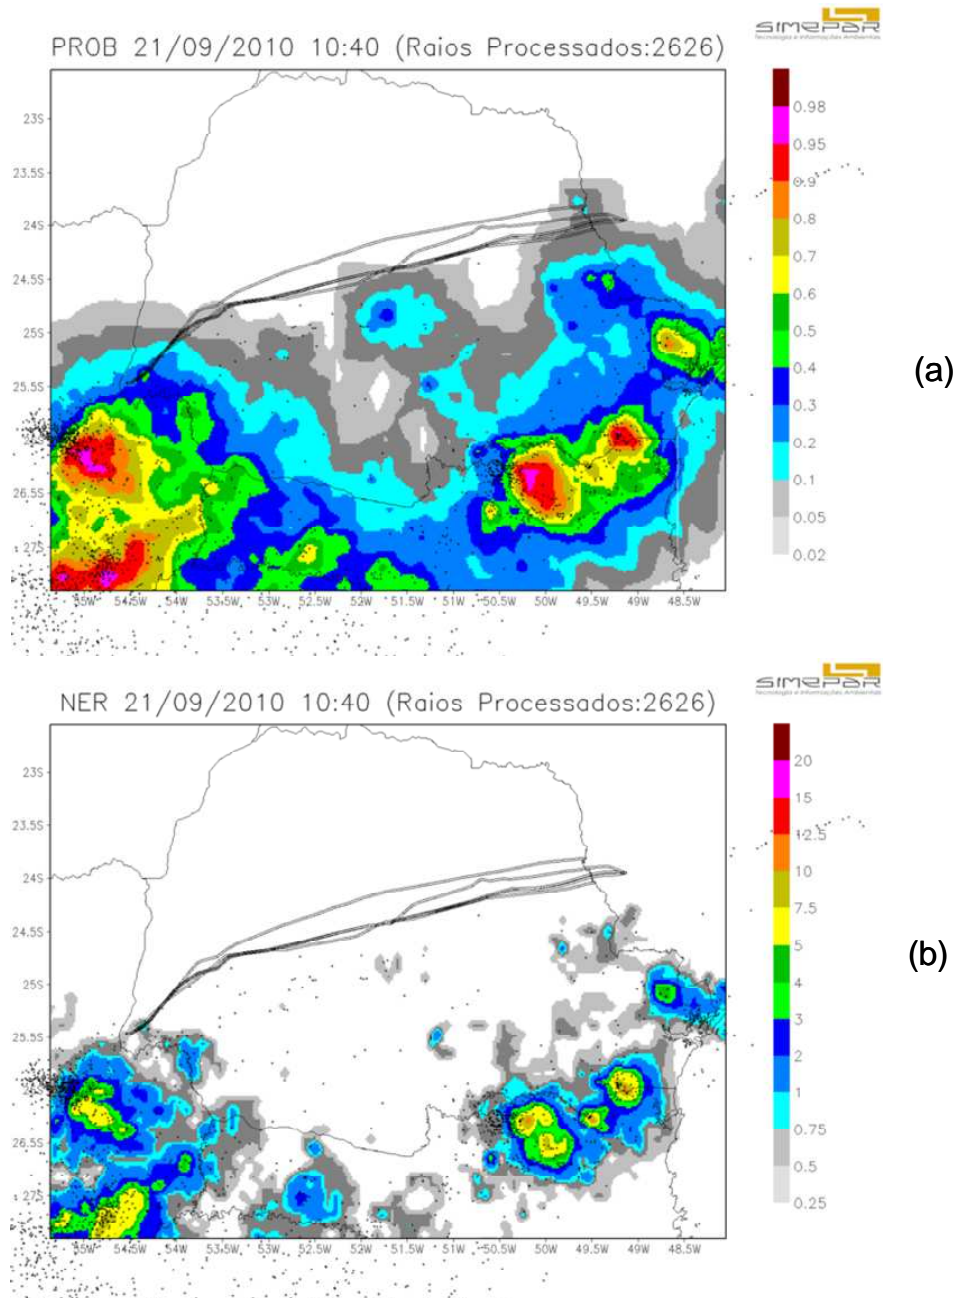 SIMEPAR
Tecnologia e Informações Ambientais
PROB 21/09/2010 10:40 (Raios Processados:2626)
23S
23.5S
24S
24.5S
25S
25.5S
26.5S
27S
55W 54.5W 54W 53.5W 53W 52.5W 52W 51.5W 51W 50.5W 50W 49.5W 49W 48.5W
0.98
0.95
0.9
0.8
0.7
0.6
0.5
0.4
0.3
0.2
0.1
0.05
0.02
(a)
SIMEPAR
Tecnologia e Informações Ambientais
NER 21/09/2010 10:40 (Raios Processados:2626)
23S
23.5S
24S
24.5S
25S
25.5S
26.5S
27S
55W 54.5W 54W 53.5W 53W 52.5W 52W 51.5W 51W 50.5W 50W 49.5W 49W 48.5W
20
15
12.5
10
7.5
5
4
3
2
1
0.75
0.5
0.25
(b)